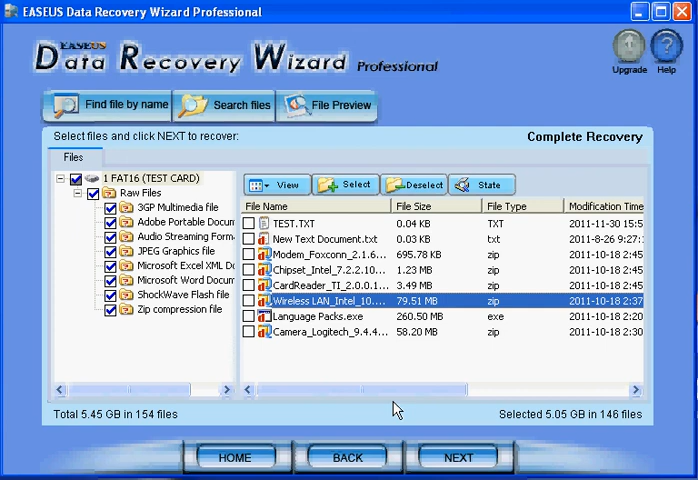 EASEUS Data Recovery Wizard Professional
EASEUS
Data Recovery Wizard Professional
Upgrade Help
Find file by name Search files File Preview
Select files and click NEXT to recover: Complete Recovery
Files
1 FAT16 (TEST CARD)
Raw Files
3GP Multimedia file
Adobe Portable Docum
Audio Streaming Form
JPEG Graphics file
Microsoft Excel XML Do
Microsoft Word Docum
ShockWave Flash file
Zip compression file
View Select Deselect State
File Name File Size File Type Modification Time
TEST.TXT 0.04 KB TXT 2011-11-30 15:5
New Text Document.txt 0.03 KB txt 2011-8-26 9:27:
Modem_Foxconn_2.1.6... 695.78 KB zip 2011-10-18 2:45
Chipset_Intel_7.2.2.10... 1.23 MB zip 2011-10-18 2:45
CardReader_TI_2.0.0.1... 3.49 MB zip 2011-10-18 2:45
Wireless LAN_Intel_10.... 79.51 MB zip 2011-10-18 2:37
Language Packs.exe 260.50 MB exe 2011-10-18 2:20
Camera_Logitech_9.4.4... 58.20 MB zip 2011-10-18 2:30
Total 5.45 GB in 154 files Selected 5.05 GB in 146 files
HOME BACK NEXT